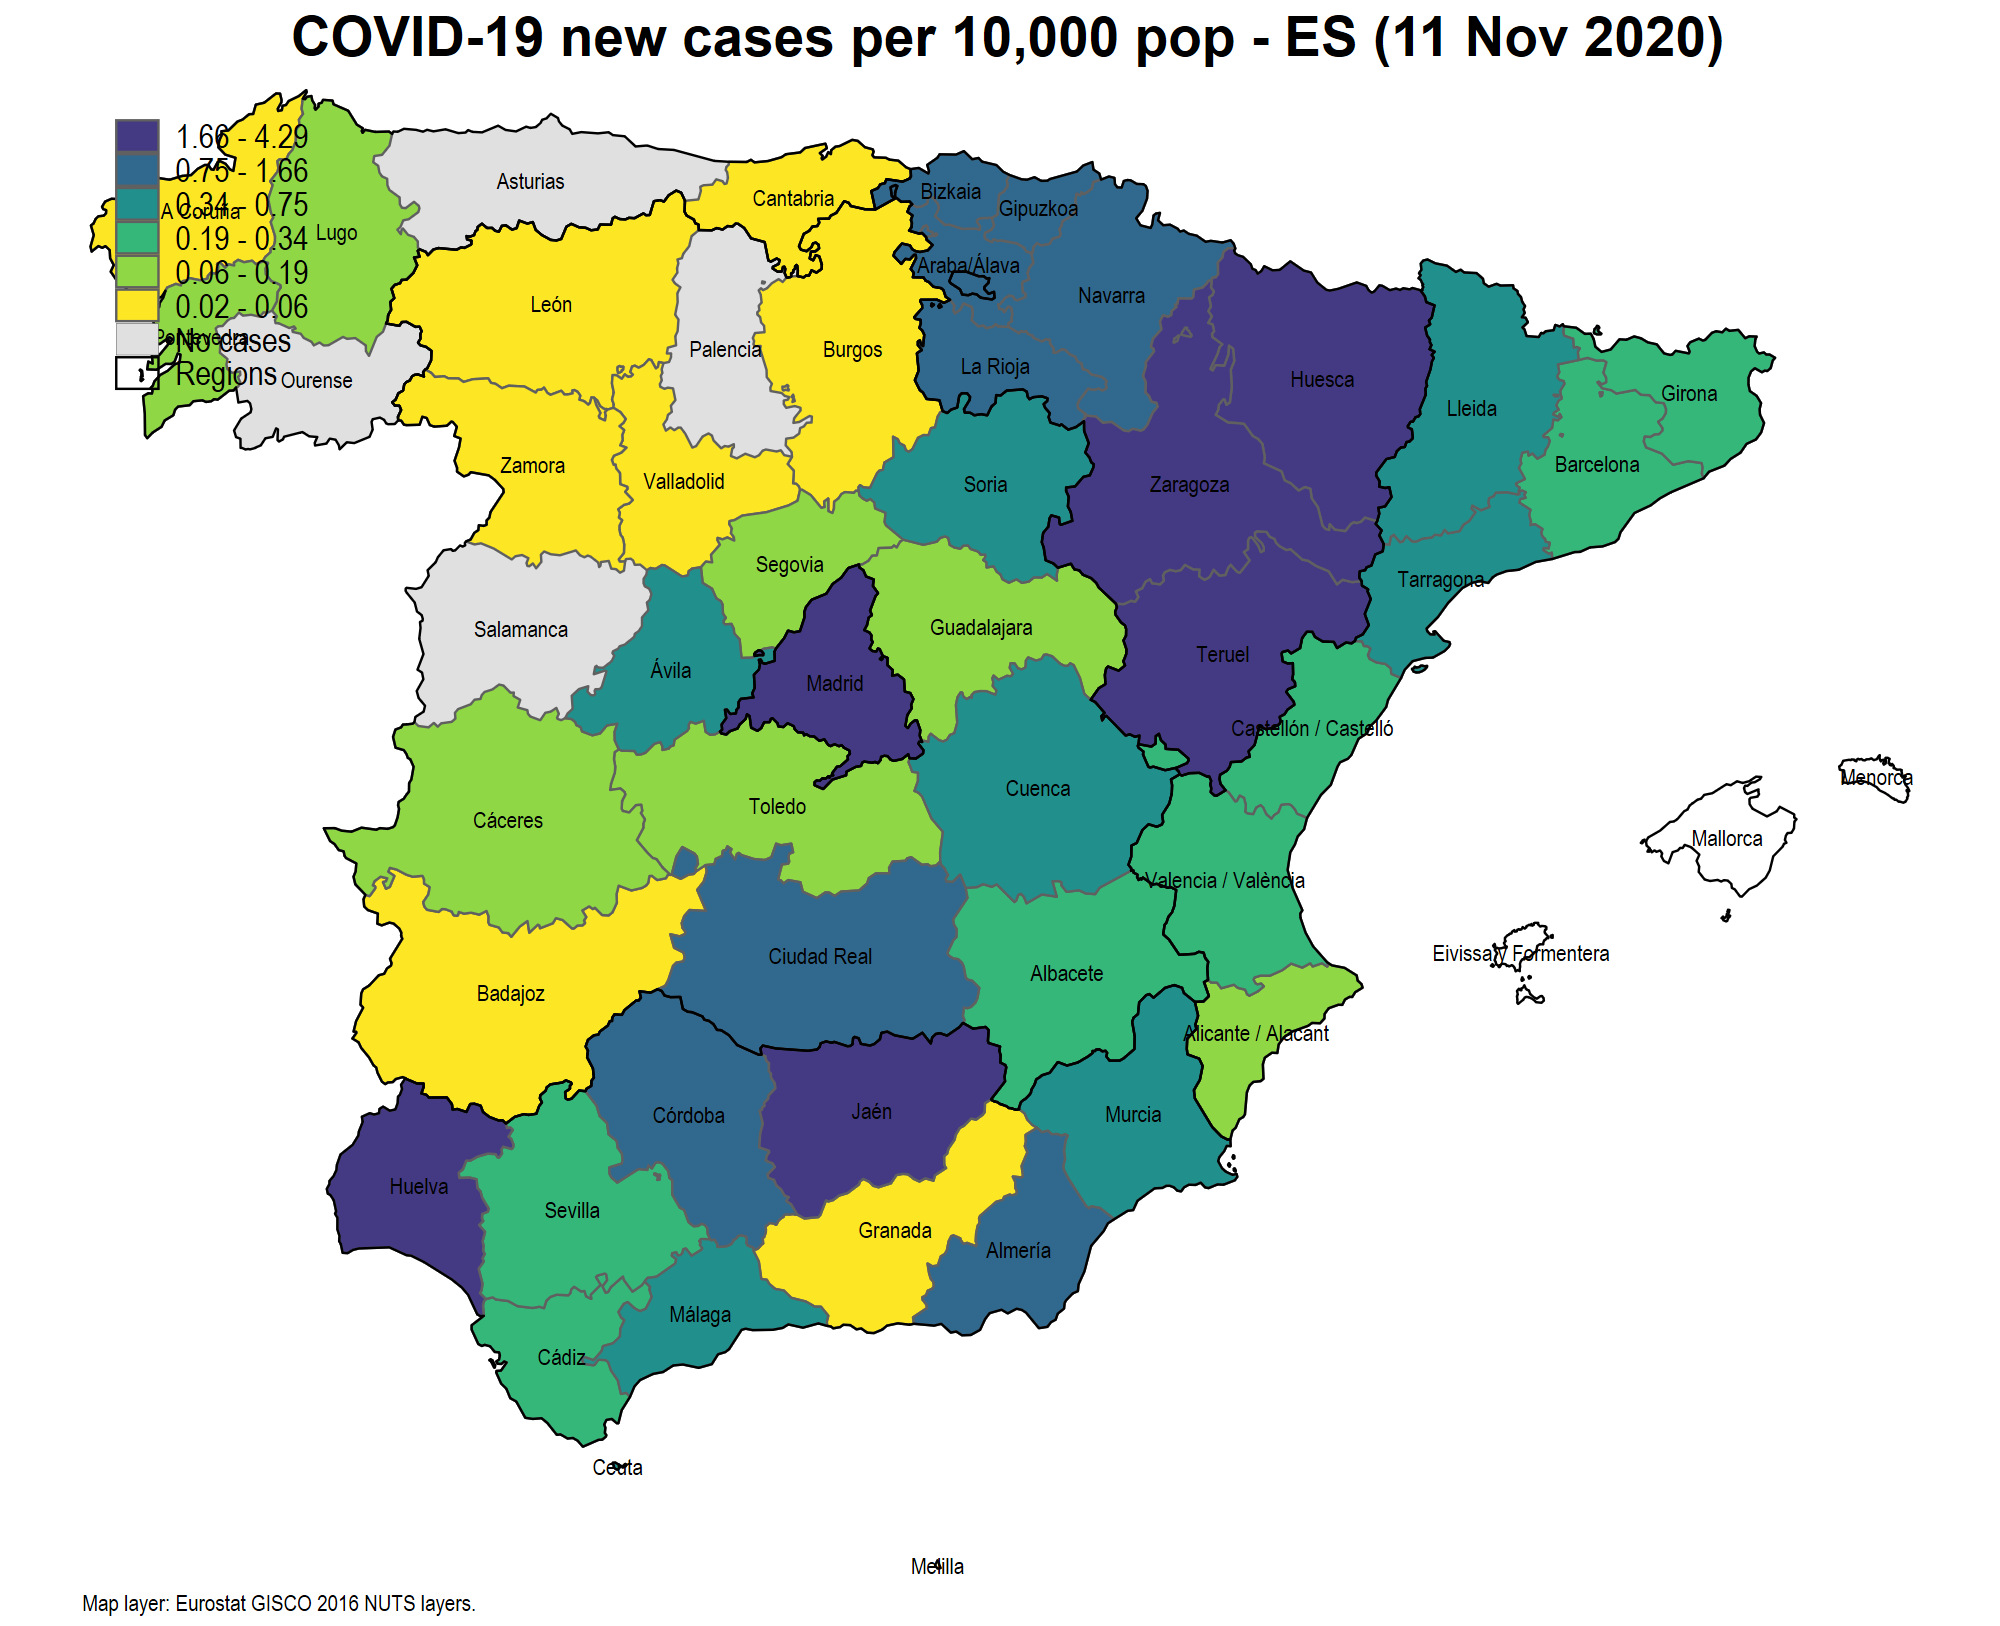 COVID-19 new cases per 10,000 pop - ES (11 Nov 2020)
1.66 - 4.29
0.75 - 1.66
0.34 - 0.75
0.19 - 0.34
0.06 - 0.19
0.02 - 0.06
No cases
Regions
A Coruña
Lugo
Asturias
Cantabria
Bizkaia
Gipuzkoa
Araba/Álava
Navarra
León
Pontevedra
Ourense
Palencia
Burgos
La Rioja
Huesca
Lleida
Girona
Zamora
Valladolid
Soria
Zaragoza
Barcelona
Segovia
Tarragona
Salamanca
Ávila
Madrid
Guadalajara
Teruel
Castellón / Castelló
Cáceres
Toledo
Cuenca
Menorca
Mallorca
Valencia / València
Eivissa y Formentera
Badajoz
Ciudad Real
Albacete
Alicante / Alacant
Córdoba
Jaén
Murcia
Huelva
Sevilla
Granada
Almería
Málaga
Cádiz
Ceuta
Melilla
Map layer: Eurostat GISCO 2016 NUTS layers.